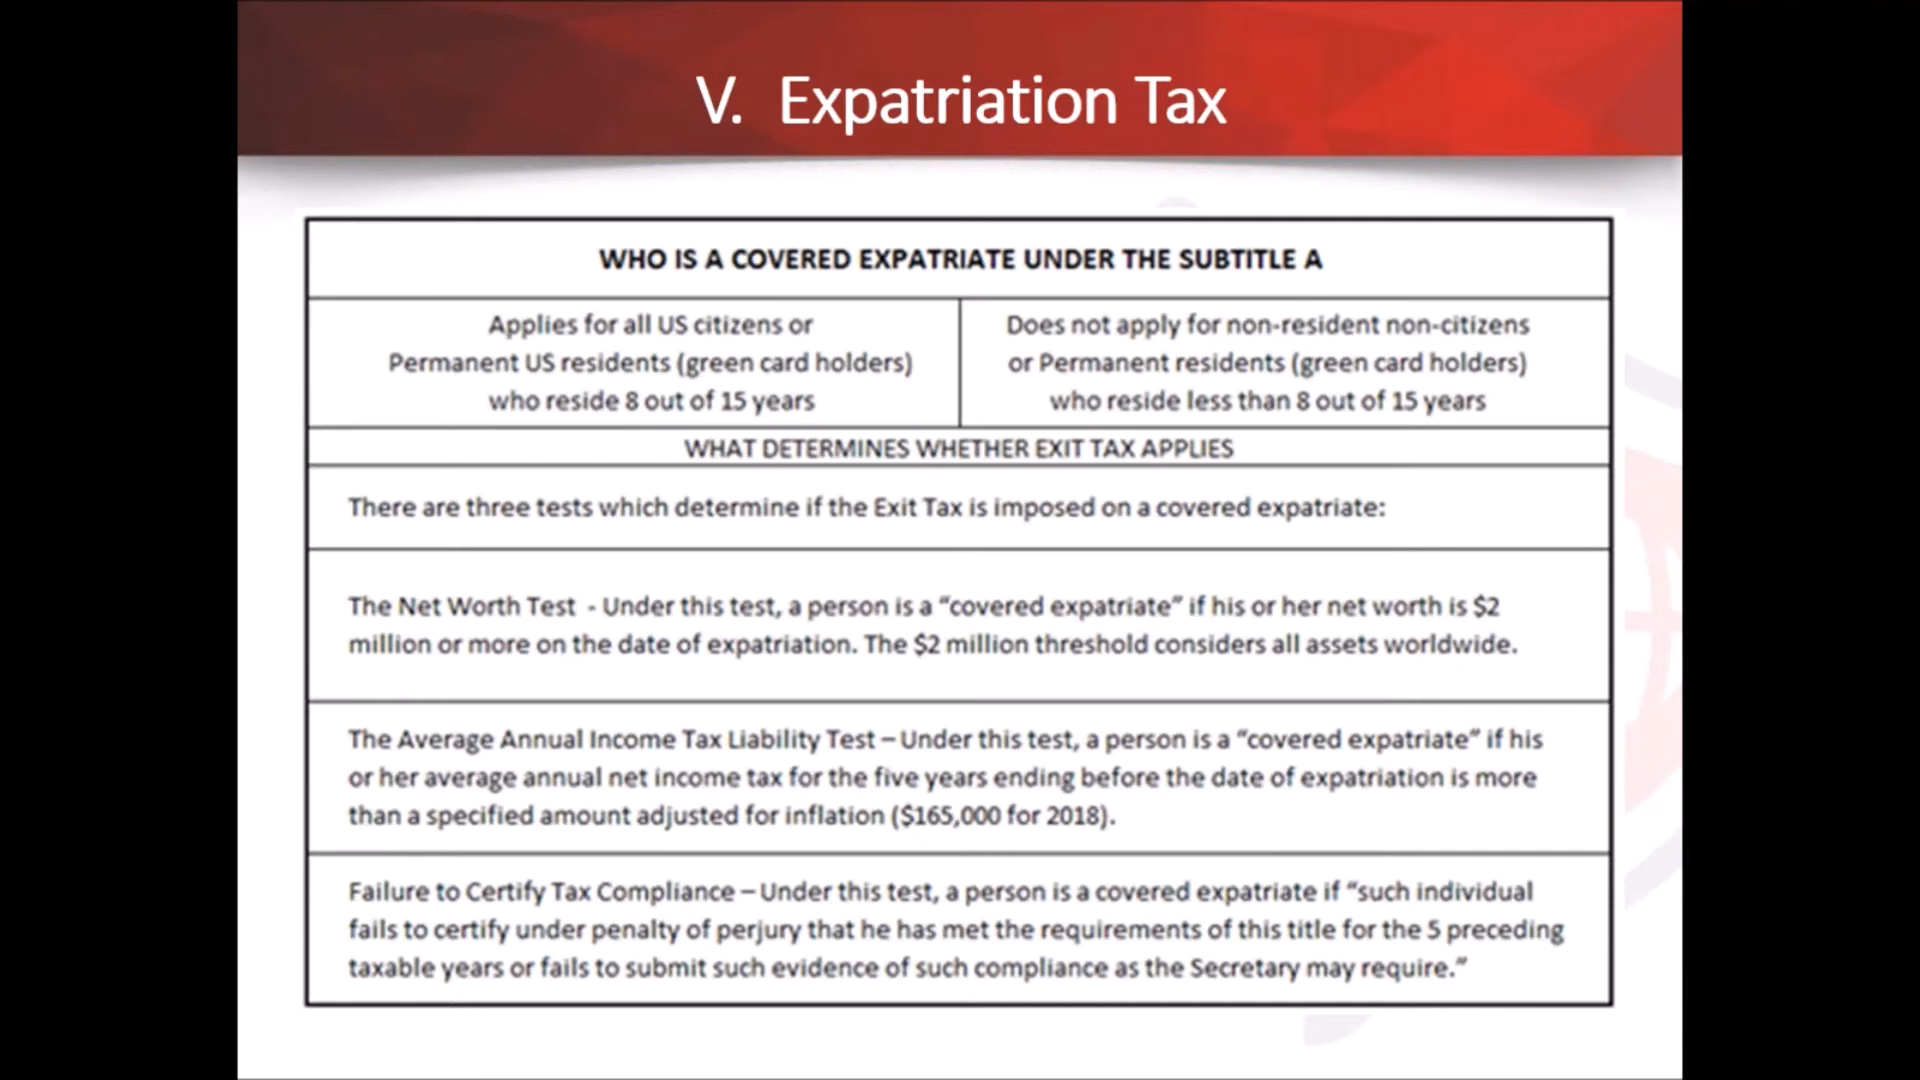 V. Expatriation Tax
WHO IS A COVERED EXPATRIATE UNDER THE SUBTITLE A
Applies for all US citizens or
Permanent US residents (green card holders)
who reside 8 out of 15 years
Does not apply for non-resident non-citizens
or Permanent residents (green card holders)
who reside less than 8 out of 15 years
WHAT DETERMINES WHETHER EXIT TAX APPLIES
There are three tests which determine if the Exit Tax is imposed on a covered expatriate:
The Net Worth Test - Under this test, a person is a “covered expatriate” if his or her net worth is $2
million or more on the date of expatriation. The $2 million threshold considers all assets worldwide.
The Average Annual Income Tax Liability Test – Under this test, a person is a “covered expatriate” if his
or her average annual net income tax for the five years ending before the date of expatriation is more
than a specified amount adjusted for inflation ($165,000 for 2018).
Failure to Certify Tax Compliance – Under this test, a person is a covered expatriate if “such individual
fails to certify under penalty of perjury that he has met the requirements of this title for the 5 preceding
taxable years or fails to submit such evidence of such compliance as the Secretary may require.”